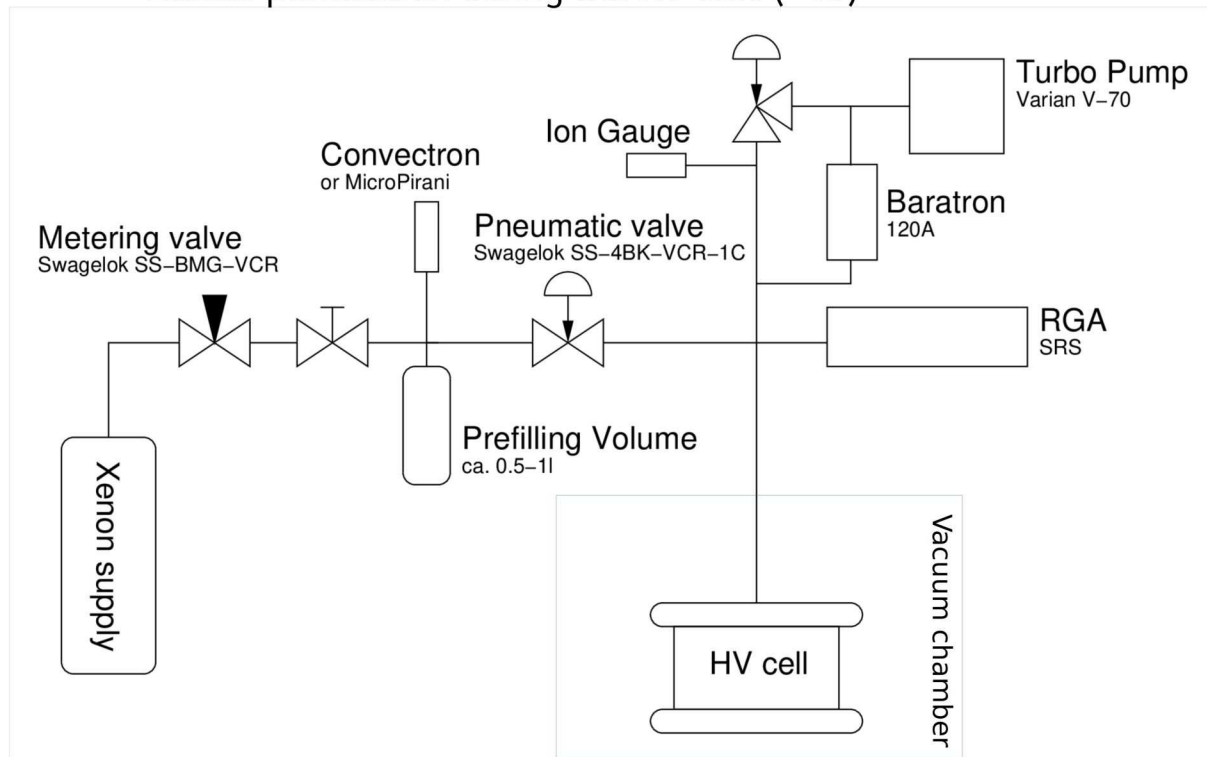 Turbo Pump
Varian V-70
Ion Gauge
Convectron
or MicroPirani
Baratron
120A
Pneumatic valve
Swagelok SS-4BK-VCR-1C
Metering valve
Swagelok SS-BMG-VCR
RGA
SRS
Prefilling Volume
ca. 0.5-1l
Xenon supply
Vacuum chamber
HV cell